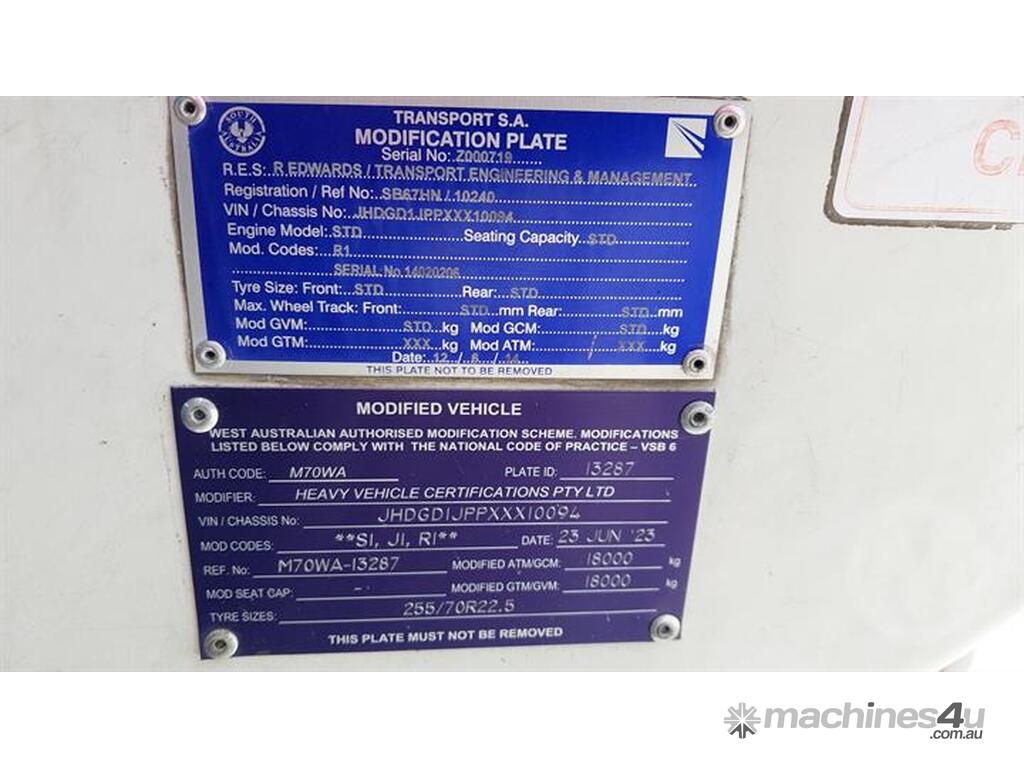 SOUTH AUSTRALIA
TRANSPORT S.A.
MODIFICATION PLATE
Serial No: Z000719
R.E.S: R EDWARDS / TRANSPORT ENGINEERING & MANAGEMENT
Registration / Ref No: SB67HN / 10240
VIN / Chassis No: JHDGD1JPPXXX10094
Engine Model: STD Seating Capacity STD
Mod. Codes: R1
SERIAL No 14020206
Tyre Size: Front: STD Rear: STD
Max. Wheel Track: Front: STD mm Rear: STD mm
Mod GVM: STD kg Mod GCM: STD kg
Mod GTM: XXX kg Mod ATM: XXX kg
Date: 12 / 6 / 14
THIS PLATE NOT TO BE REMOVED
MODIFIED VEHICLE
WEST AUSTRALIAN AUTHORISED MODIFICATION SCHEME. MODIFICATIONS
LISTED BELOW COMPLY WITH THE NATIONAL CODE OF PRACTICE – VSB 6
AUTH CODE: M70WA PLATE ID: 13287
MODIFIER: HEAVY VEHICLE CERTIFICATIONS PTY LTD
VIN / CHASSIS No: JHDGD1JPPXXX10094
MOD CODES: **S1, J1, R1** DATE: 23 JUN '23
REF. No: M70WA-13287 MODIFIED ATM/GCM: 18000 kg
MOD SEAT CAP: - MODIFIED GTM/GVM: 18000 kg
TYRE SIZES: 255/70R22.5
THIS PLATE MUST NOT BE REMOVED
machines4u
.com.au